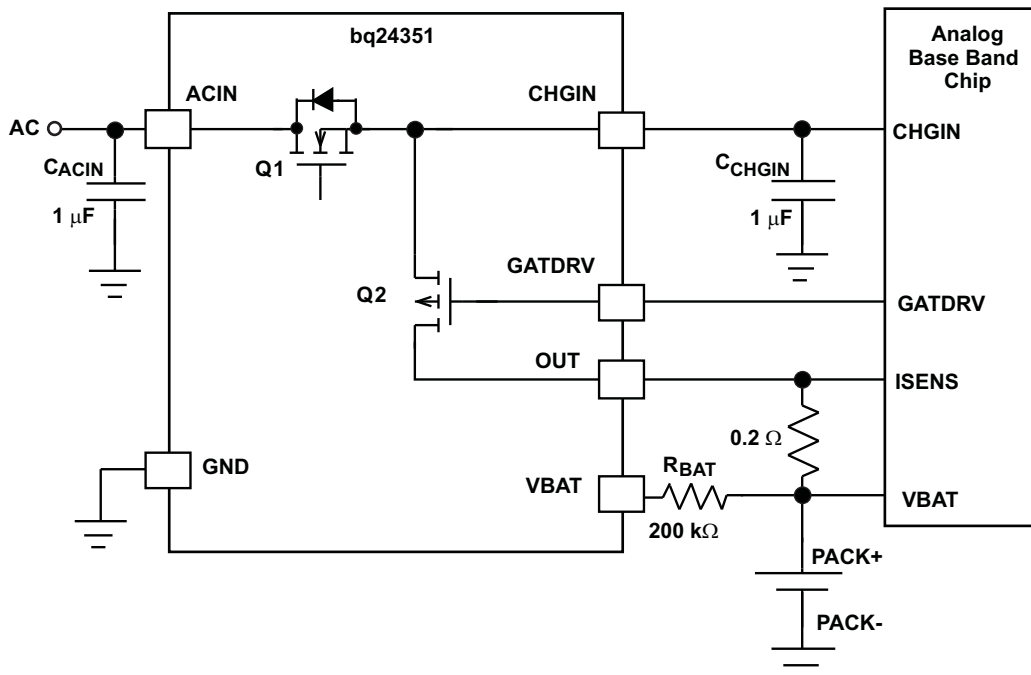 bq24351
Analog
Base Band
Chip
ACIN
CHGIN
AC
CHGIN
CACIN
1 μF
Q1
CCHGIN
1 μF
GATDRV
Q2
GATDRV
OUT
ISENS
0.2 Ω
GND
VBAT
RBAT
200 kΩ
VBAT
PACK+
PACK-